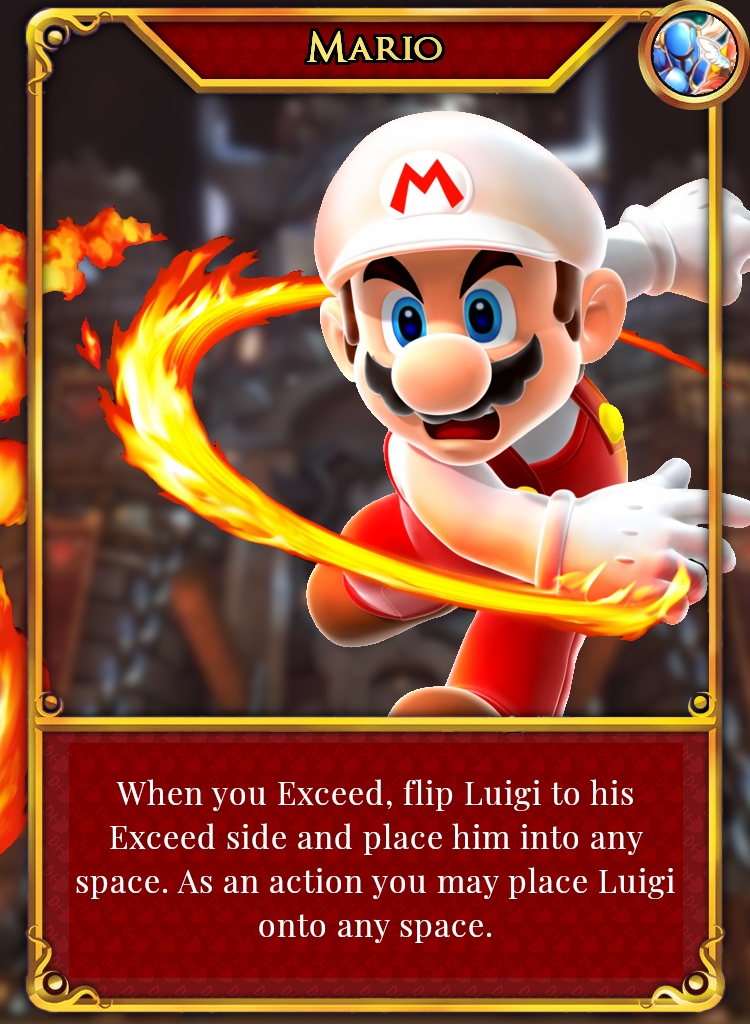 Mario
M
When you Exceed, flip Luigi to his
Exceed side and place him into any
space. As an action you may place Luigi
onto any space.